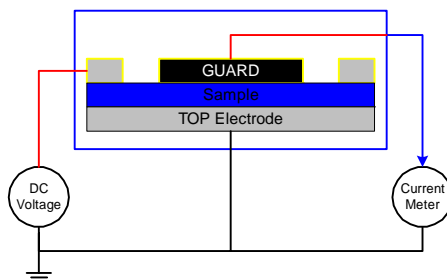 GUARD
Sample
TOP Electrode
DC
Voltage
Current
Meter